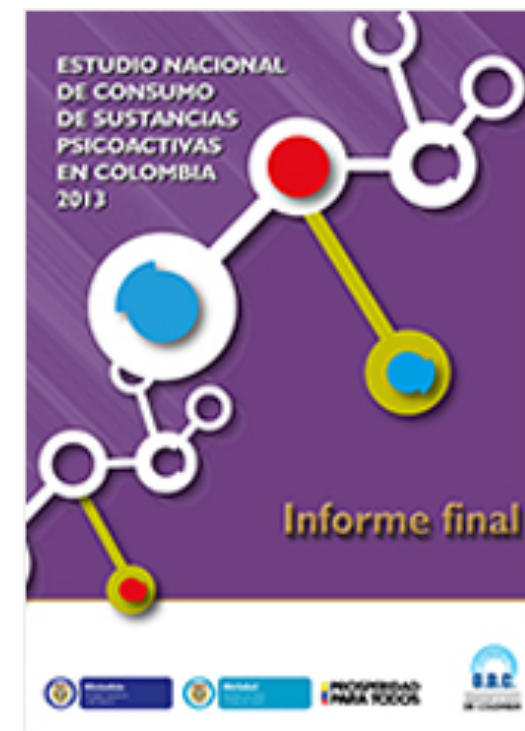 ESTUDIO NACIONAL
DE CONSUMO
DE SUSTANCIAS
PSICOACTIVAS
EN COLOMBIA
2013
Informe final
PROSPERIDAD
PARA TODOS